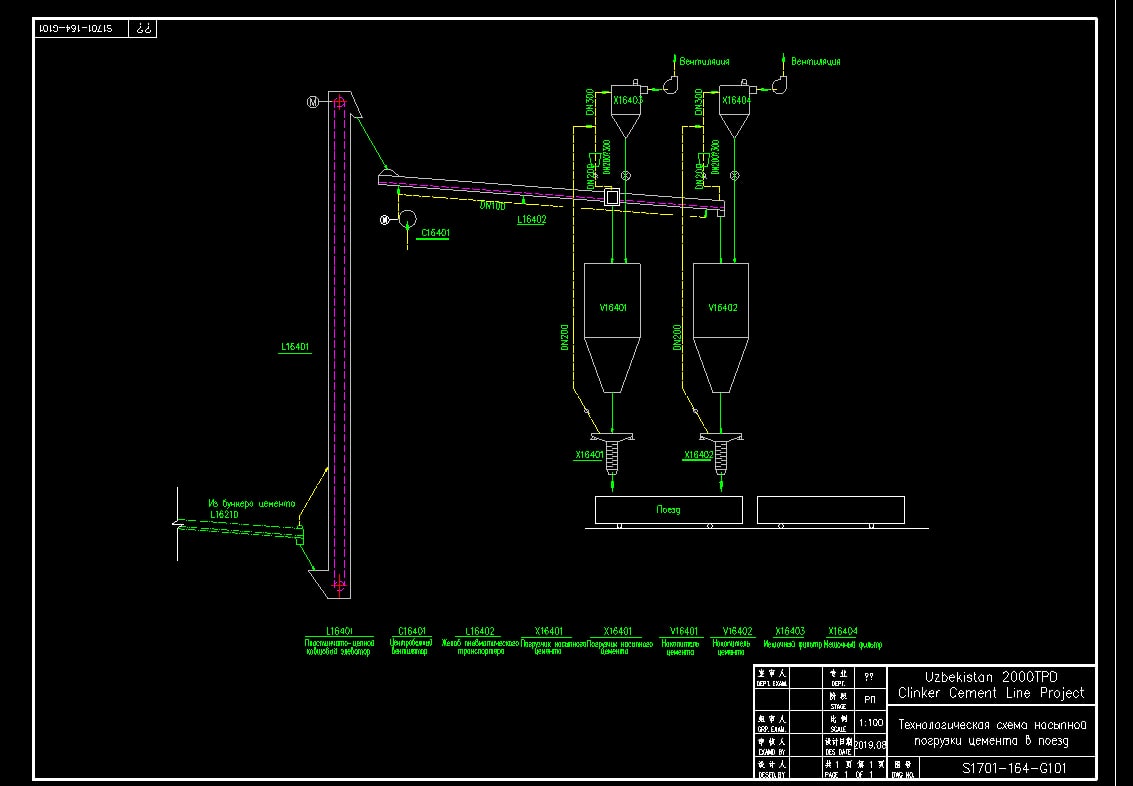 S1701-164-G101
??
Вентиляция
Вентиляция
X16403
X16404
DN300
DN300
DN200
DN200
DN200?300
DN200?300
M
M
DN100
L16402
C16401
V16401
V16402
DN200
DN200
L16401
X16401
X16402
Из бункера цемента
L16210
Поезд
L16401
C16401
L16402
X16401
X16401
V16401
V16402
X16403
X16404
Пластинчато-цепной
ковшовый элеватор
Центробежный
вентилятор
Желоб пневматического
транспортера
Погрузчик насыпного
цемента
Погрузчик насыпного
цемента
Накопитель
цемента
Накопитель
цемента
Мешочный фильтр
Мешочный фильтр
室 审 人
DEPT. EXAM.
专 业
DEPT.
??
阶 段
STAGE
РП
组 审 人
GRP. EXAM.
比 例
SCALE
1:100
审 核 人
EXAM'D BY
设计日期
DES. DATE
2019.08
设 计 人
DESIG. BY
共 1 页 第 1 页
PAGE 1 OF 1
Uzbekistan 2000TPD
Clinker Cement Line Project
Технологическая схема насыпной
погрузки цемента в поезд
图 号
DWG NO.
S1701-164-G101